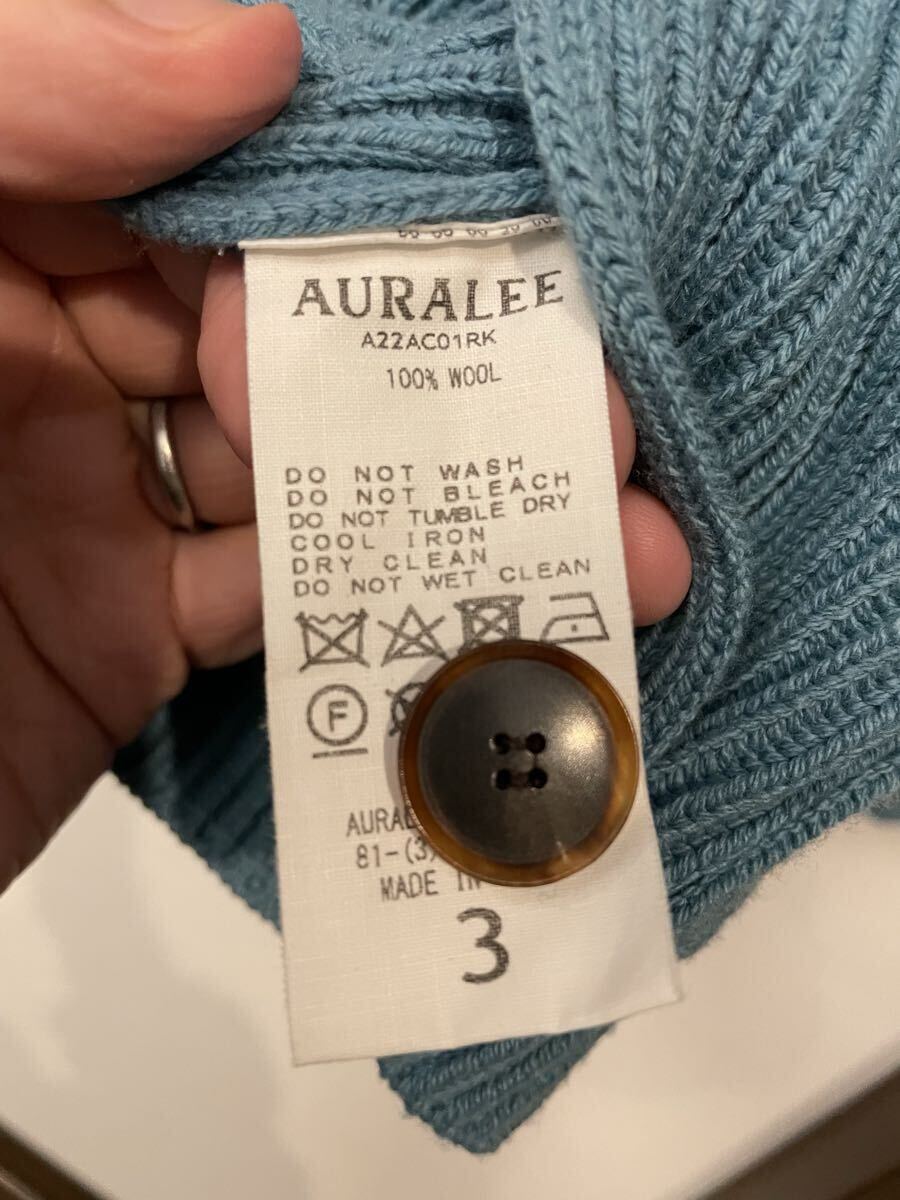 AURALEE
A22AC01RK
100% WOOL
DO NOT WASH
DO NOT BLEACH
DO NOT TUMBLE DRY
COOL IRON
DRY CLEAN
DO NOT WET CLEAN
F
81-(3)
MADE IN
3